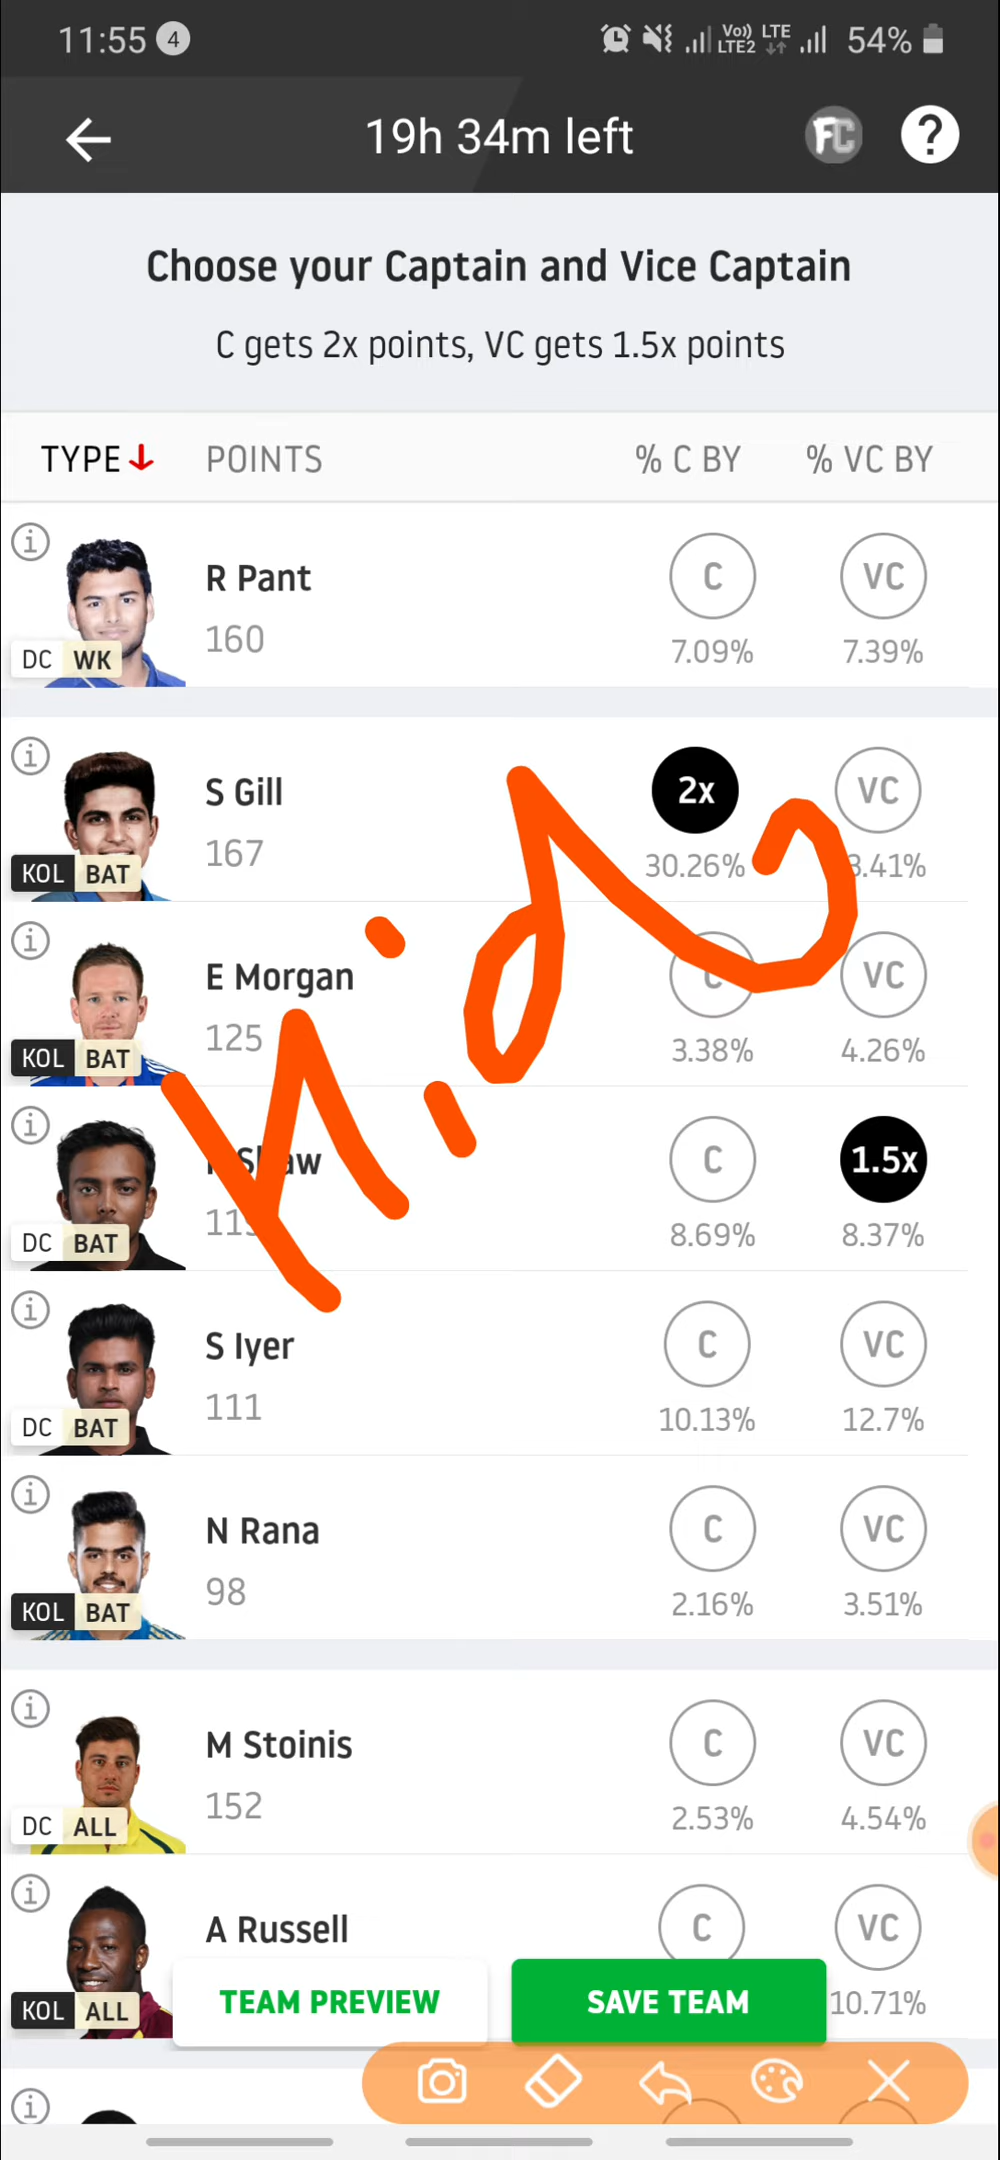 11:55 4 Vo)) LTE2 LTE 54%
19h 34m left FC ?
Choose your Captain and Vice Captain
C gets 2x points, VC gets 1.5x points
TYPE POINTS % C BY % VC BY
R Pant C VC
160 7.09% 7.39%
DC WK
S Gill 2x VC
167 30.26% 3.41%
KOL BAT
E Morgan C VC
125 3.38% 4.26%
KOL BAT
Shaw C 1.5x
8.69% 8.37%
DC BAT
S Iyer C VC
111 10.13% 12.7%
DC BAT
N Rana C VC
98 2.16% 3.51%
KOL BAT
M Stoinis C VC
152 2.53% 4.54%
DC ALL
A Russell C VC
KOL ALL TEAM PREVIEW SAVE TEAM 10.71%